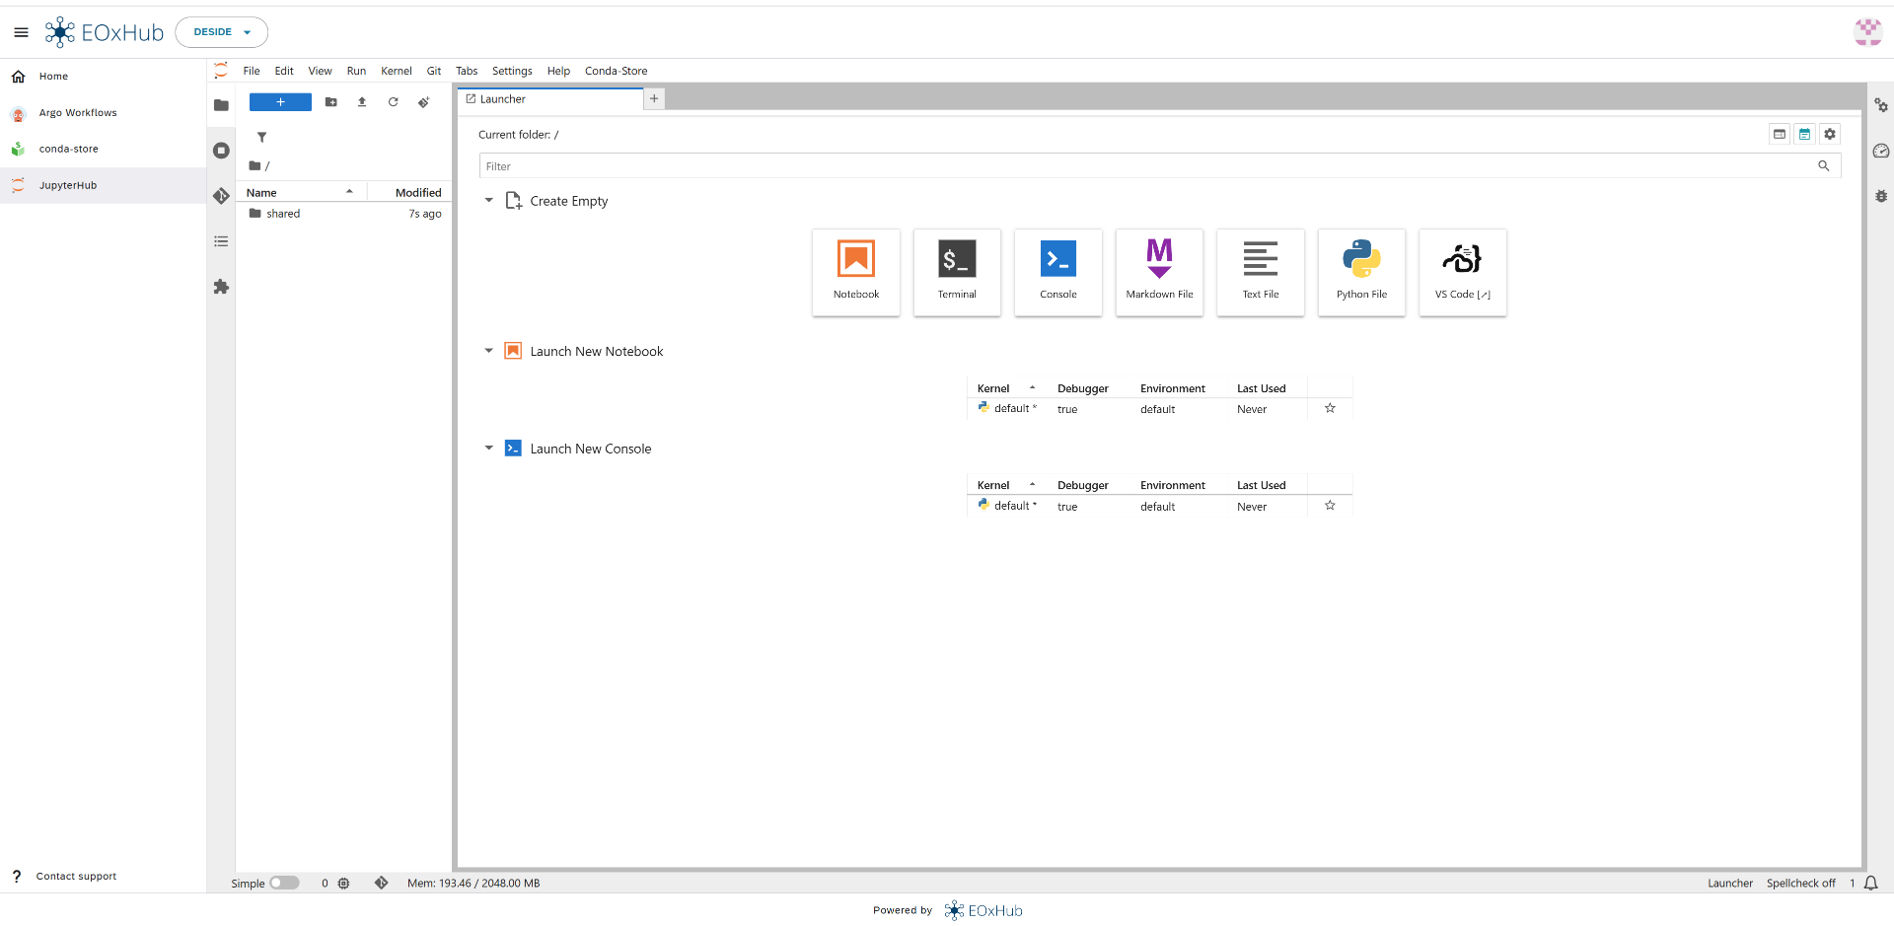 EOxHub
DESIDE
Home
Argo Workflows
conda-store
JupyterHub
Contact support
File Edit View Run Kernel Git Tabs Settings Help Conda-Store
+
/
Name Modified
shared 7s ago
Launcher +
Current folder: /
Filter
Create Empty
$_ >_ M
Notebook Terminal Console Markdown File Text File Python File VS Code [↗]
Launch New Notebook
Kernel Debugger Environment Last Used
default * true default Never
Launch New Console
Kernel Debugger Environment Last Used
default * true default Never
Simple 0 Mem: 193.46 / 2048.00 MB Launcher Spellcheck off 1
Powered by EOxHub